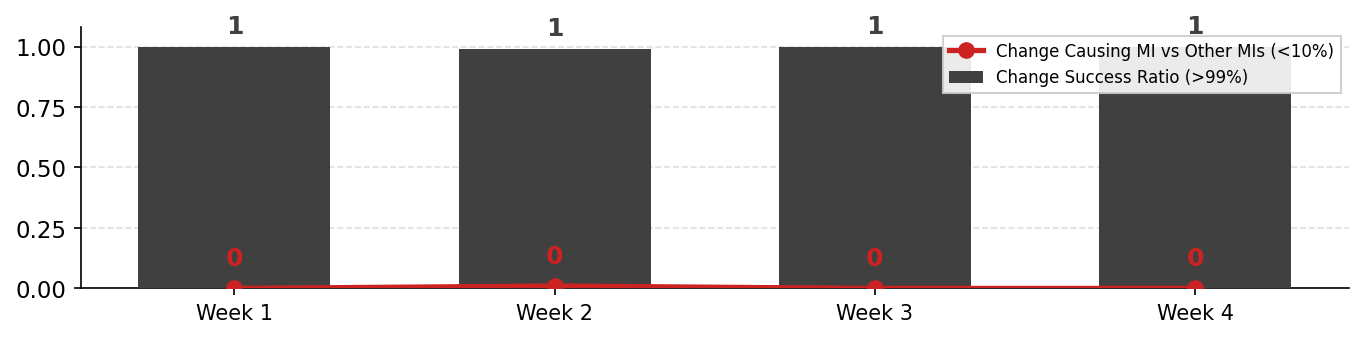 1 1 1 1
1.00
Change Causing MI vs Other MIs (<10%)
Change Success Ratio (>99%)
0.75
0.50
0.25
0 0 0 0
0.00
Week 1 Week 2 Week 3 Week 4